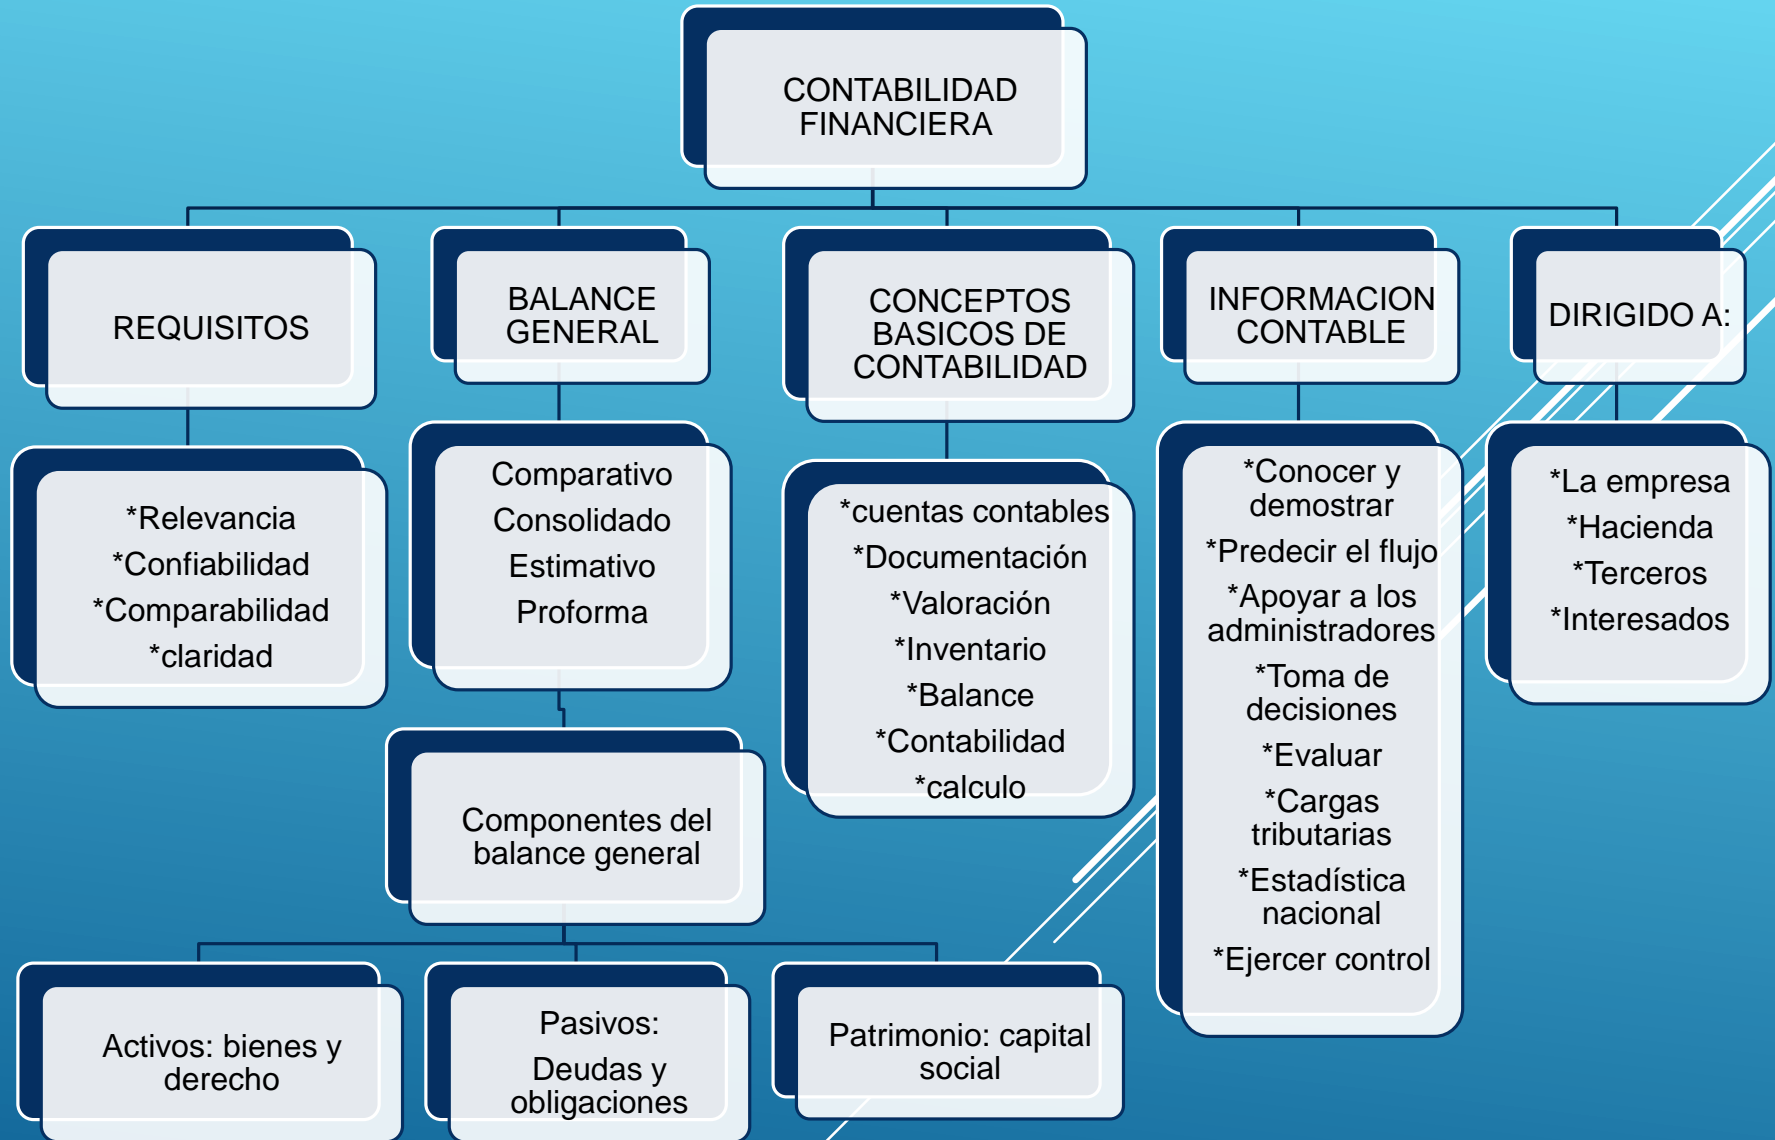 CONTABILIDAD
FINANCIERA
REQUISITOS
*Relevancia
*Confiabilidad
*Comparabilidad
*claridad
BALANCE
GENERAL
Comparativo
Consolidado
Estimativo
Proforma
Componentes del
balance general
Activos: bienes y
derecho
Pasivos:
Deudas y
obligaciones
Patrimonio: capital
social
CONCEPTOS
BASICOS DE
CONTABILIDAD
*cuentas contables
*Documentación
*Valoración
*Inventario
*Balance
*Contabilidad
*calculo
INFORMACION
CONTABLE
*Conocer y
demostrar
*Predecir el flujo
*Apoyar a los
administradores
*Toma de
decisiones
*Evaluar
*Cargas
tributarias
*Estadística
nacional
*Ejercer control
DIRIGIDO A:
*La empresa
*Hacienda
*Terceros
*Interesados